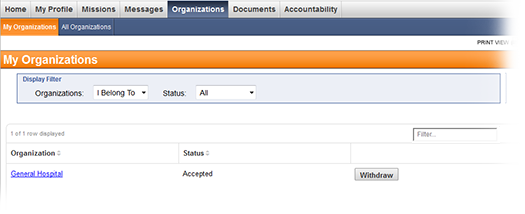 Home My Profile Missions Messages Organizations Documents Accountability
My Organizations All Organizations
PRINT VIEW
My Organizations
Display Filter
Organizations: I Belong To Status: All
1 of 1 row displayed Filter...
Organization Status
General Hospital Accepted Withdraw